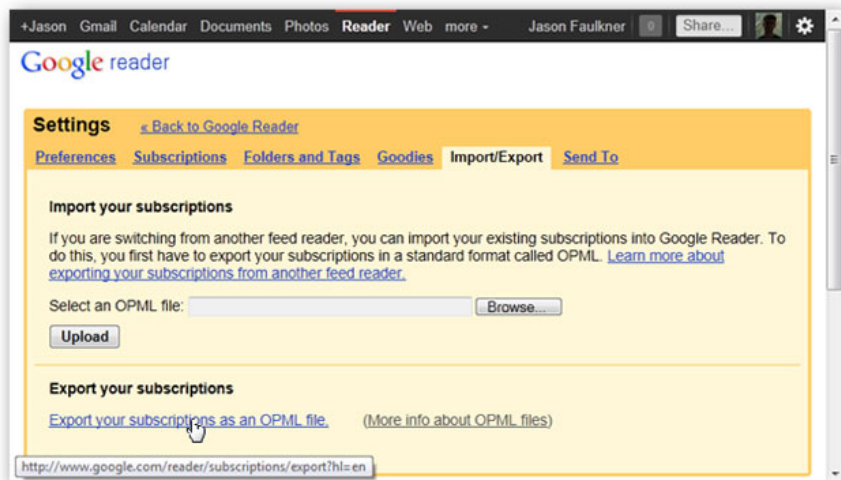 +Jason Gmail Calendar Documents Photos Reader Web more Jason Faulkner 0 Share...
Google reader
Settings « Back to Google Reader
Preferences Subscriptions Folders and Tags Goodies Import/Export Send To
Import your subscriptions
If you are switching from another feed reader, you can import your existing subscriptions into Google Reader. To
do this, you first have to export your subscriptions in a standard format called OPML. Learn more about
exporting your subscriptions from another feed reader.
Select an OPML file: Browse...
Upload
Export your subscriptions
Export your subscriptions as an OPML file. (More info about OPML files)
http://www.google.com/reader/subscriptions/export?hl=en